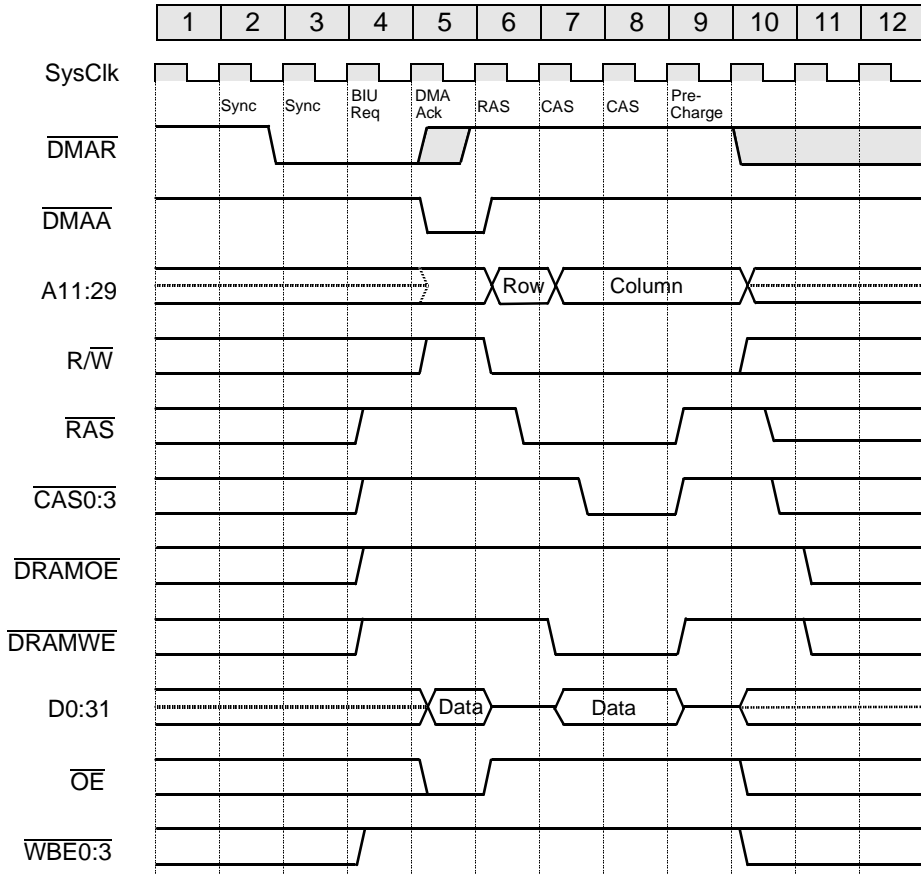 1 2 3 4 5 6 7 8 9 10 11 12
SysClk
Sync Sync BIU Req DMA Ack RAS CAS CAS Pre-Charge
DMAR
DMAA
A11:29 Row Column
R/W
RAS
CAS0:3
DRAMOE
DRAMWE
D0:31 Data Data
OE
WBE0:3